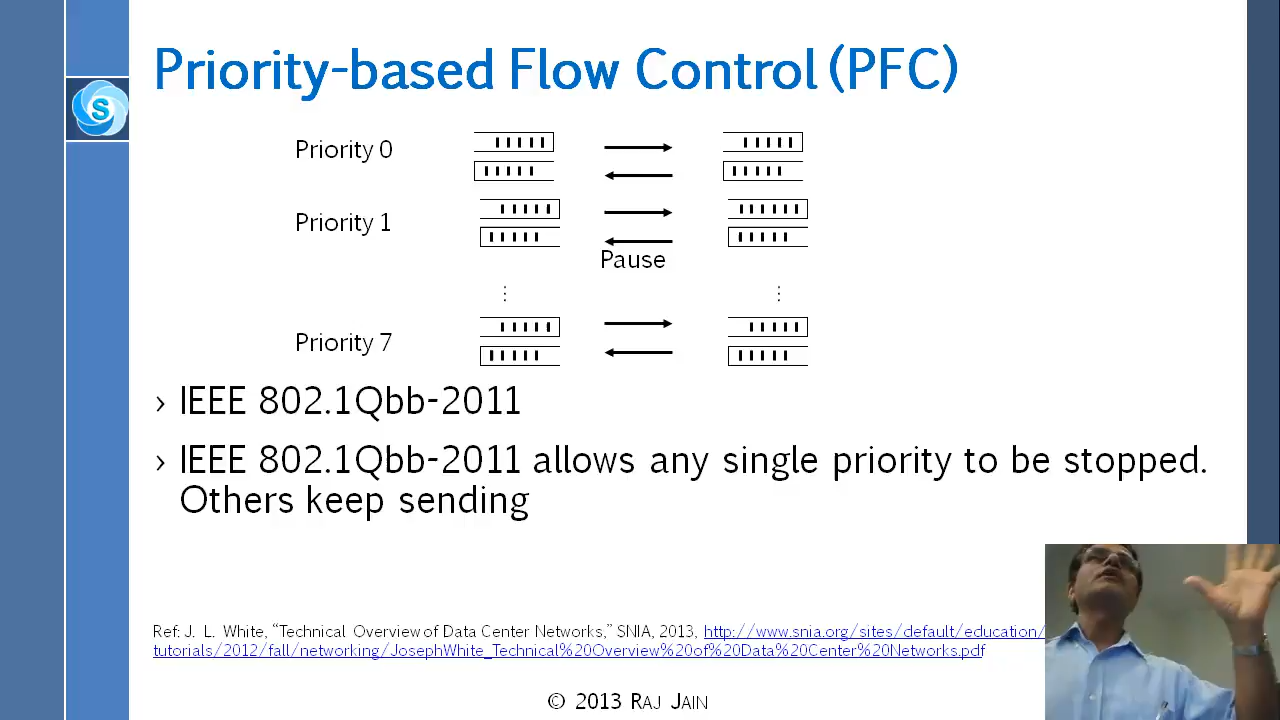 Priority-based Flow Control (PFC)
S
Priority 0
Priority 1
Pause
Priority 7
› IEEE 802.1Qbb-2011
› IEEE 802.1Qbb-2011 allows any single priority to be stopped.
Others keep sending
Ref: J. L. White, “Technical Overview of Data Center Networks,” SNIA, 2013, http://www.snia.org/sites/default/education/
tutorials/2012/fall/networking/JosephWhite_Technical%20Overview%20of%20Data%20Center%20Networks.pdf
© 2013 RAJ JAIN